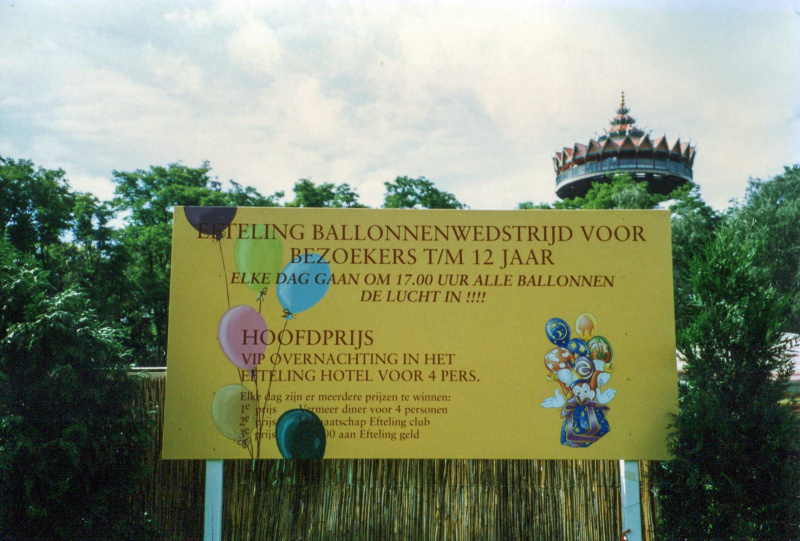 EFTELING BALLONNENWEDSTRIJD VOOR
BEZOEKERS T/M 12 JAAR
ELKE DAG GAAN OM 17.00 UUR ALLE BALLONNEN
DE LUCHT IN !!!!
HOOFDPRIJS
VIP OVERNACHTING IN HET
EFTELING HOTEL VOOR 4 PERS.
Elke dag zijn er meerdere prijzen te winnen:
1e prijs Vermeer diner voor 4 personen
2e prijs aatschap Efteling club
3e prijs 00 aan Efteling geld